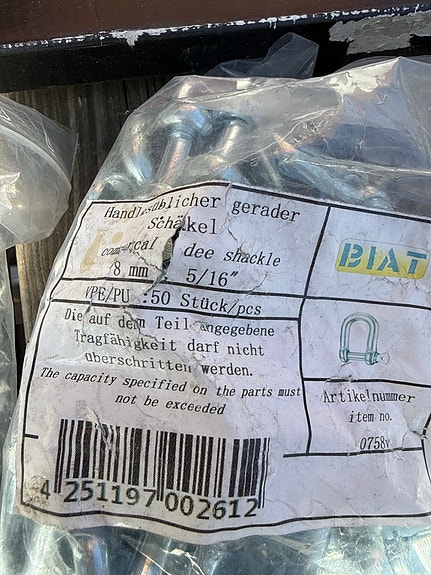 Handelsüblicher gerader
Schäkel
commercal dee shackle
8 mm 5/16"
BIAT
VPE/PU :50 Stück/pcs
Die auf dem Teil angegebene
Tragfähigkeit darf nicht
überschritten werden.
The capacity specified on the parts must
not be exceeded
Artikelnummer
item no.
0758v
4 251197 002612